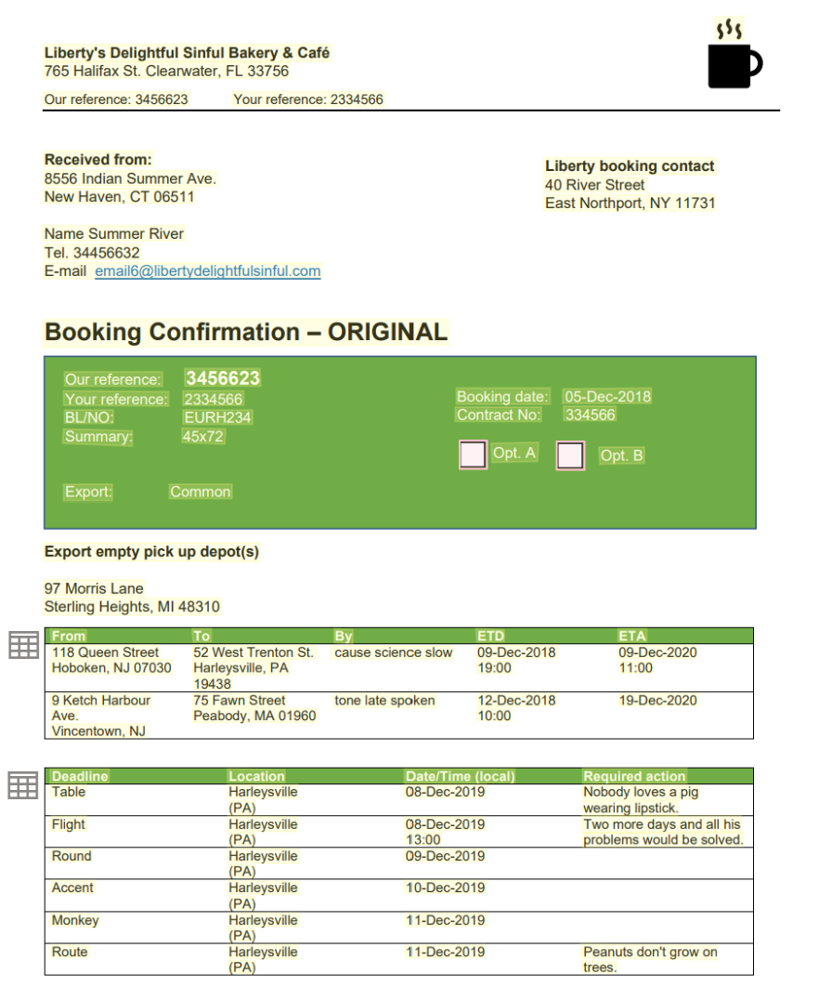 Liberty's Delightful Sinful Bakery & Café
765 Halifax St. Clearwater, FL 33756
Our reference: 3456623 Your reference: 2334566
Received from:
8556 Indian Summer Ave.
New Haven, CT 06511
Liberty booking contact
40 River Street
East Northport, NY 11731
Name Summer River
Tel. 34456632
E-mail email6@libertydelightfulsinful.com
Booking Confirmation – ORIGINAL
Our reference: 3456623
Your reference: 2334566
BL/NO: EURH234
Summary: 45x72
Booking date: 05-Dec-2018
Contract No: 334566
Opt. A Opt. B
Export: Common
Export empty pick up depot(s)
97 Morris Lane
Sterling Heights, MI 48310
From To By ETD ETA
118 Queen Street 52 West Trenton St. cause science slow 09-Dec-2018 09-Dec-2020
Hoboken, NJ 07030 Harleysville, PA 19:00 11:00
19438
9 Ketch Harbour 75 Fawn Street tone late spoken 12-Dec-2018 19-Dec-2020
Ave. Peabody, MA 01960 10:00
Vincentown, NJ
Deadline Location Date/Time (local) Required action
Table Harleysville 08-Dec-2019 Nobody loves a pig
(PA) wearing lipstick.
Flight Harleysville 08-Dec-2019 Two more days and all his
(PA) 13:00 problems would be solved.
Round Harleysville 09-Dec-2019
(PA)
Accent Harleysville 10-Dec-2019
(PA)
Monkey Harleysville 11-Dec-2019
(PA)
Route Harleysville 11-Dec-2019 Peanuts don't grow on
(PA) trees.